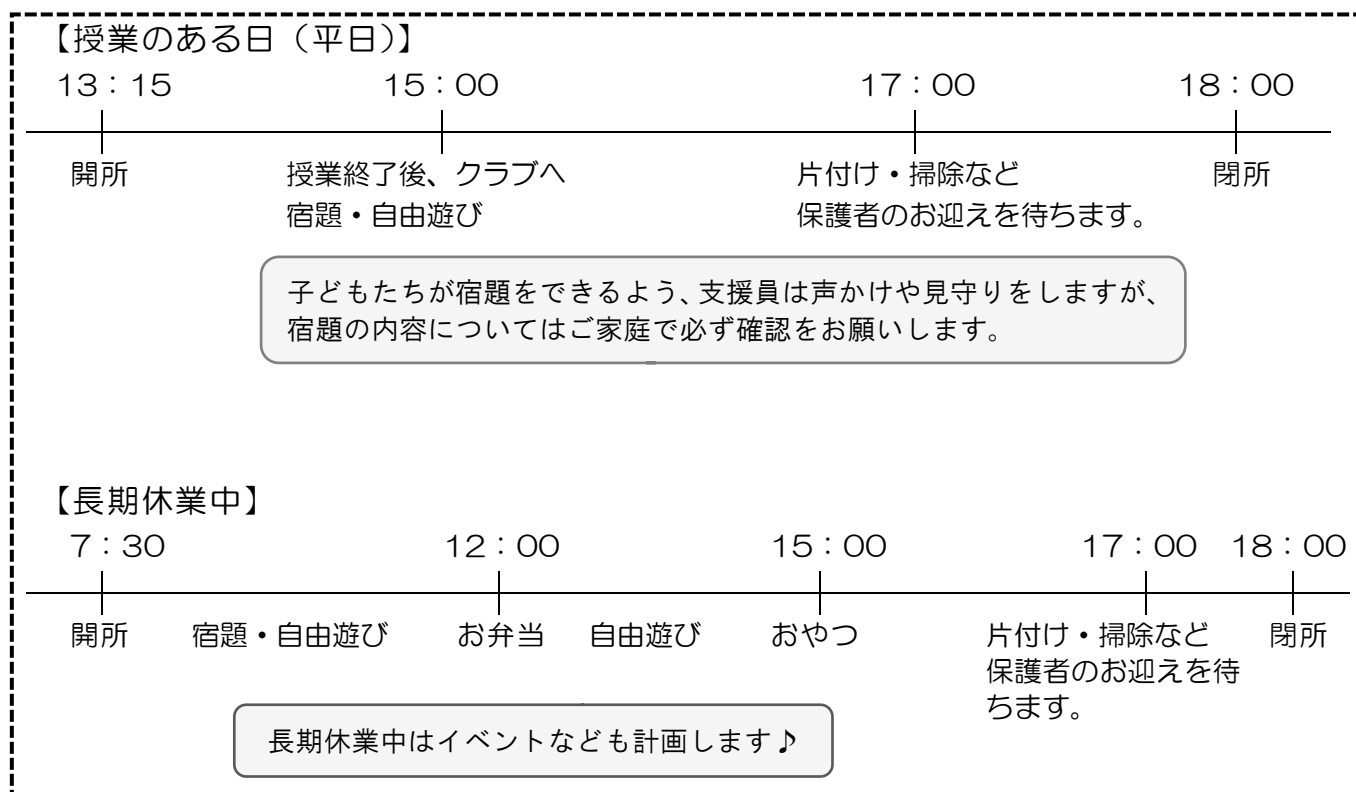 【授業のある日（平日）】
13：15 15：00 17：00 18：00
開所 授業終了後、クラブへ 片付け・掃除など 閉所
宿題・自由遊び 保護者のお迎えを待ちます。
子どもたちが宿題をできるよう、支援員は声かけや見守りをしますが、
宿題の内容についてはご家庭で必ず確認をお願いします。
【長期休業中】
7：30 12：00 15：00 17：00 18：00
開所 宿題・自由遊び お弁当 自由遊び おやつ 片付け・掃除など 閉所
保護者のお迎えを待
ちます。
長期休業中はイベントなども計画します♪